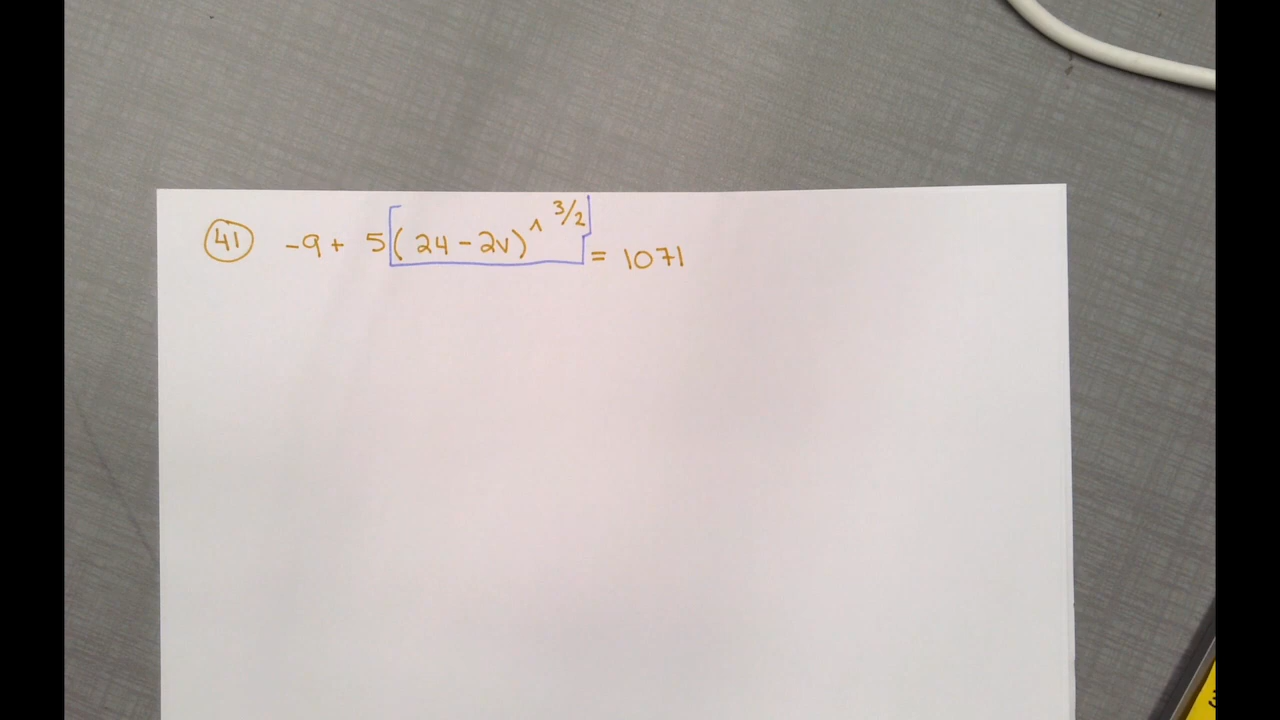 41 -9 + 5[(24 - 2v)^3/2] = 1071